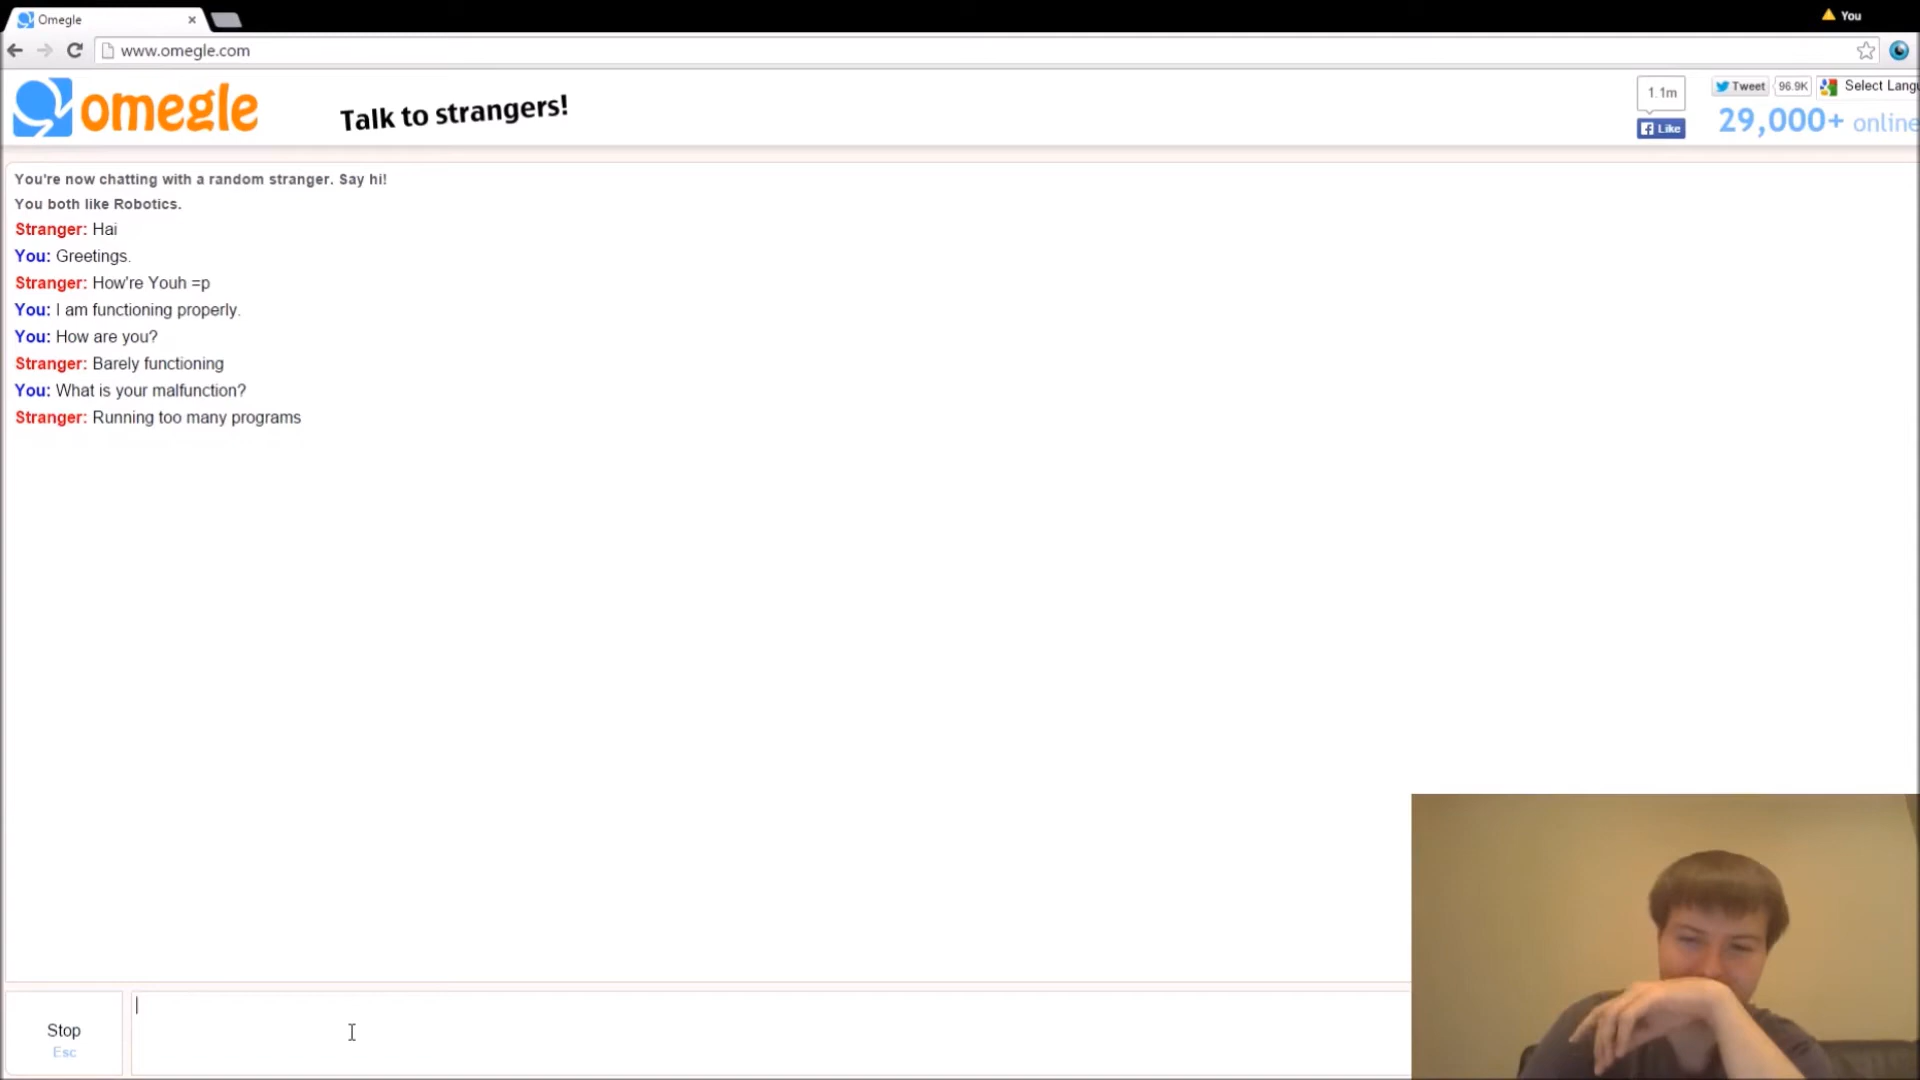 Omegle
You
www.omegle.com
omegle
Talk to strangers!
1.1m
Like
Tweet
96.9K
Select Langu
29,000+ online
You're now chatting with a random stranger. Say hi!
You both like Robotics.
Stranger: Hai
You: Greetings.
Stranger: How're Youh =p
You: I am functioning properly.
You: How are you?
Stranger: Barely functioning
You: What is your malfunction?
Stranger: Running too many programs
Stop
Esc